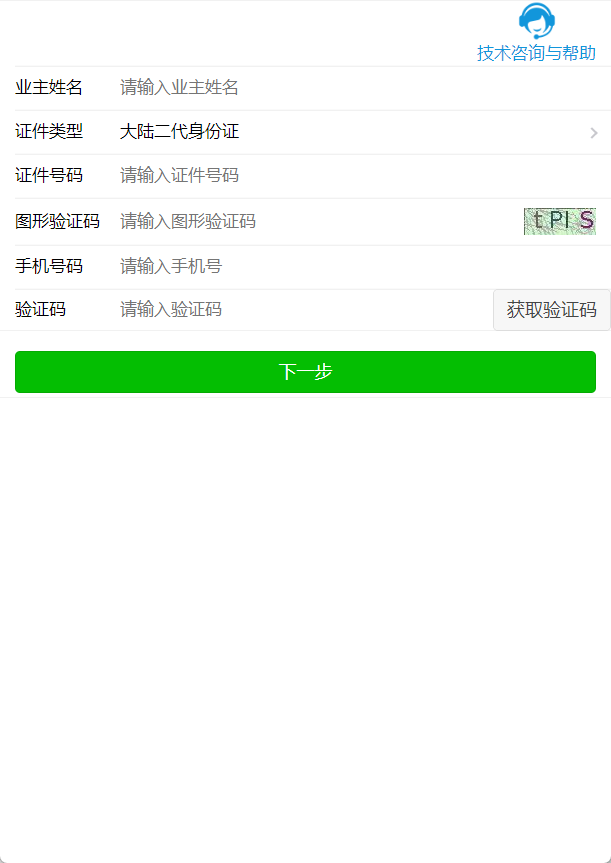 技术咨询与帮助
业主姓名 请输入业主姓名
证件类型 大陆二代身份证
证件号码 请输入证件号码
图形验证码 请输入图形验证码
手机号码 请输入手机号
验证码 请输入验证码 获取验证码
下一步